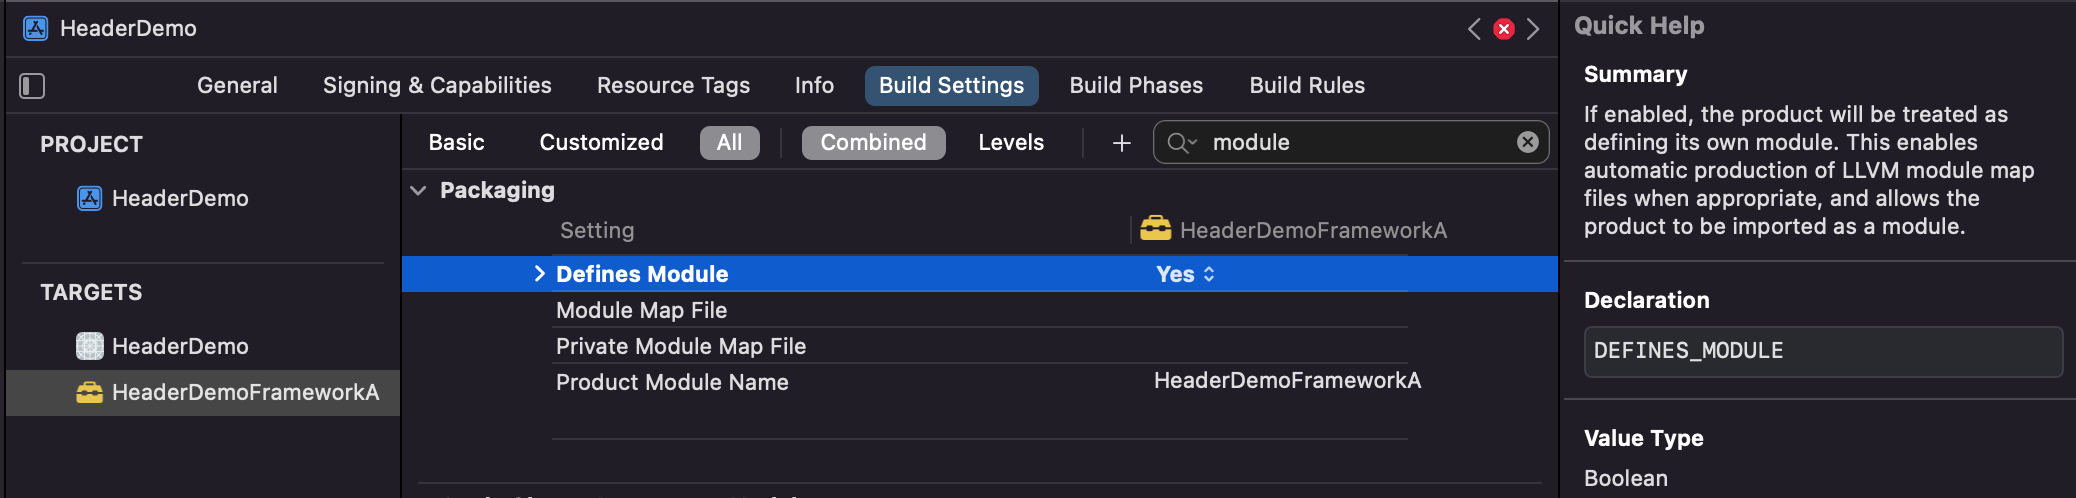 HeaderDemo
General Signing & Capabilities Resource Tags Info Build Settings Build Phases Build Rules
PROJECT
HeaderDemo
TARGETS
HeaderDemo
HeaderDemoFrameworkA
Basic Customized All Combined Levels + module
Packaging
Setting HeaderDemoFrameworkA
Defines Module Yes
Module Map File
Private Module Map File
Product Module Name HeaderDemoFrameworkA
Quick Help
Summary
If enabled, the product will be treated as
defining its own module. This enables
automatic production of LLVM module map
files when appropriate, and allows the
product to be imported as a module.
Declaration
DEFINES_MODULE
Value Type
Boolean